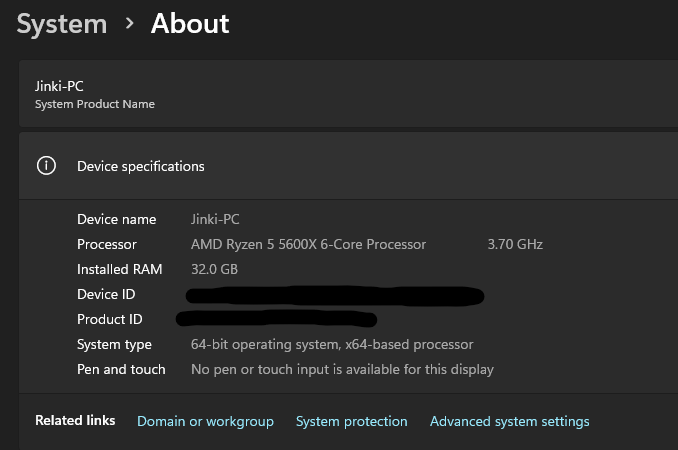 System > About
Jinki-PC
System Product Name
Device specifications
Device name Jinki-PC
Processor AMD Ryzen 5 5600X 6-Core Processor 3.70 GHz
Installed RAM 32.0 GB
Device ID
Product ID
System type 64-bit operating system, x64-based processor
Pen and touch No pen or touch input is available for this display
Related links Domain or workgroup System protection Advanced system settings